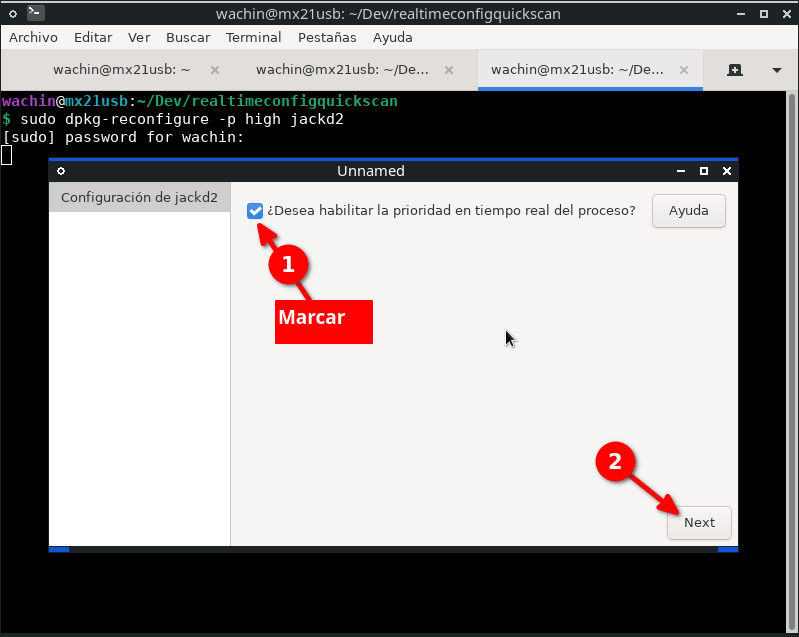 wachin@mx21usb: ~/Dev/realtimeconfigquickscan
Archivo Editar Ver Buscar Terminal Pestañas Ayuda
wachin@mx21usb: ~ wachin@mx21usb: ~/De... wachin@mx21usb: ~/De...
wachin@mx21usb:~/Dev/realtimeconfigquickscan
$ sudo dpkg-reconfigure -p high jackd2
[sudo] password for wachin:
Unnamed
Configuración de jackd2
¿Desea habilitar la prioridad en tiempo real del proceso? Ayuda
1
Marcar
2
Next